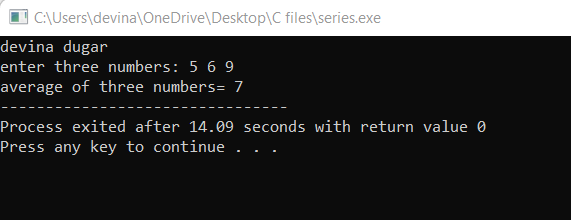 C:\Users\devina\OneDrive\Desktop\C files\series.exe
devina dugar
enter three numbers: 5 6 9
average of three numbers= 7
--------------------------------
Process exited after 14.09 seconds with return value 0
Press any key to continue . . .